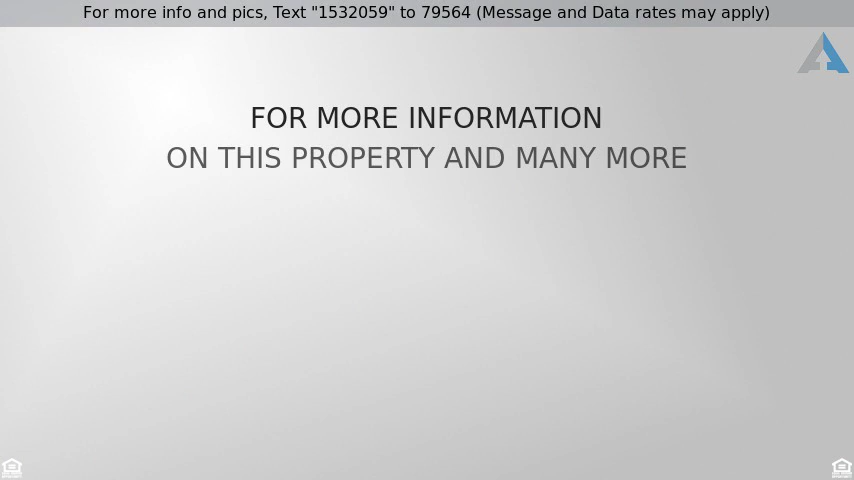 For more info and pics, Text "1532059" to 79564 (Message and Data rates may apply)
FOR MORE INFORMATION
ON THIS PROPERTY AND MANY MORE